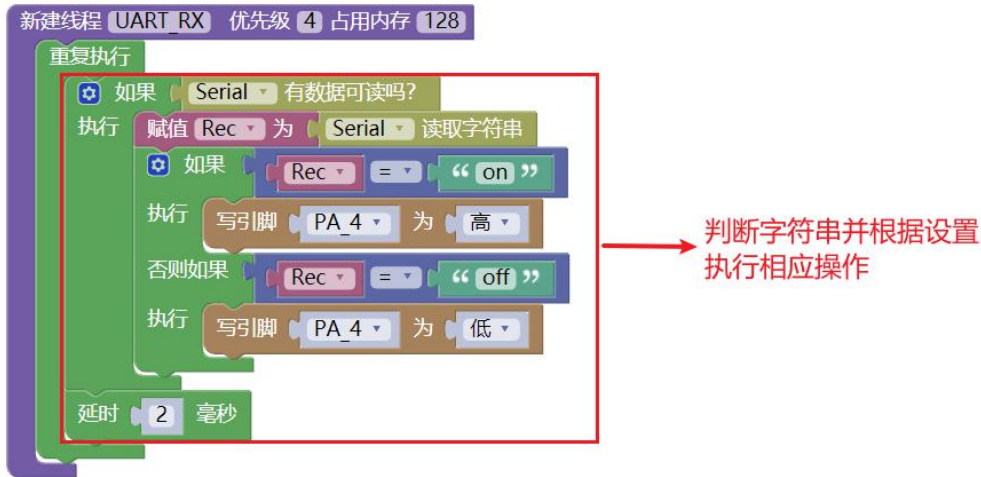 新建线程 UART_RX 优先级 4 占用内存 128
重复执行
如果 Serial 有数据可读吗?
执行 赋值 Rec 为 Serial 读取字符串
如果 Rec = “ on ”
执行 写引脚 PA_4 为 高
否则如果 Rec = “ off ”
执行 写引脚 PA_4 为 低
延时 2 毫秒
判断字符串并根据设置
执行相应操作